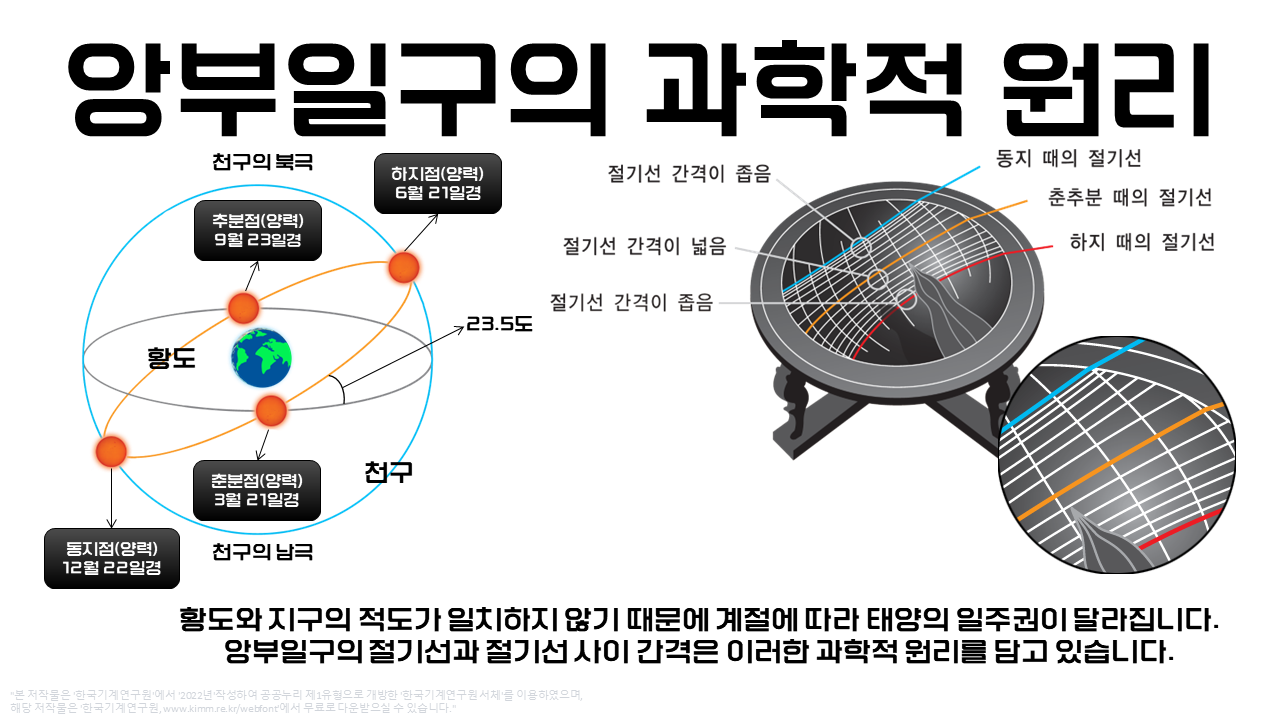 앙부일구의 과학적 원리
천구의 북극
하지점(양력)
6월 21일경
추분점(양력)
9월 23일경
23.5도
황도
천구
춘분점(양력)
3월 21일경
동지점(양력)
12월 22일경
천구의 남극
절기선 간격이 좁음
절기선 간격이 넓음
절기선 간격이 좁음
동지 때의 절기선
춘추분 때의 절기선
하지 때의 절기선
황도와 지구의 적도가 일치하지 않기 때문에 계절에 따라 태양의 일주권이 달라집니다.
앙부일구의 절기선과 절기선 사이 간격은 이러한 과학적 원리를 담고 있습니다.
"본 저작물은 '한국기계연구원'에서 '2022년'작성하여 공공누리 제1유형으로 개방한 '한국기계연구원 서체'를 이용하였으며,
해당 저작물은 '한국기계연구원, www.kimm.re.kr/webfont'에서 무료로 다운받으실 수 있습니다."